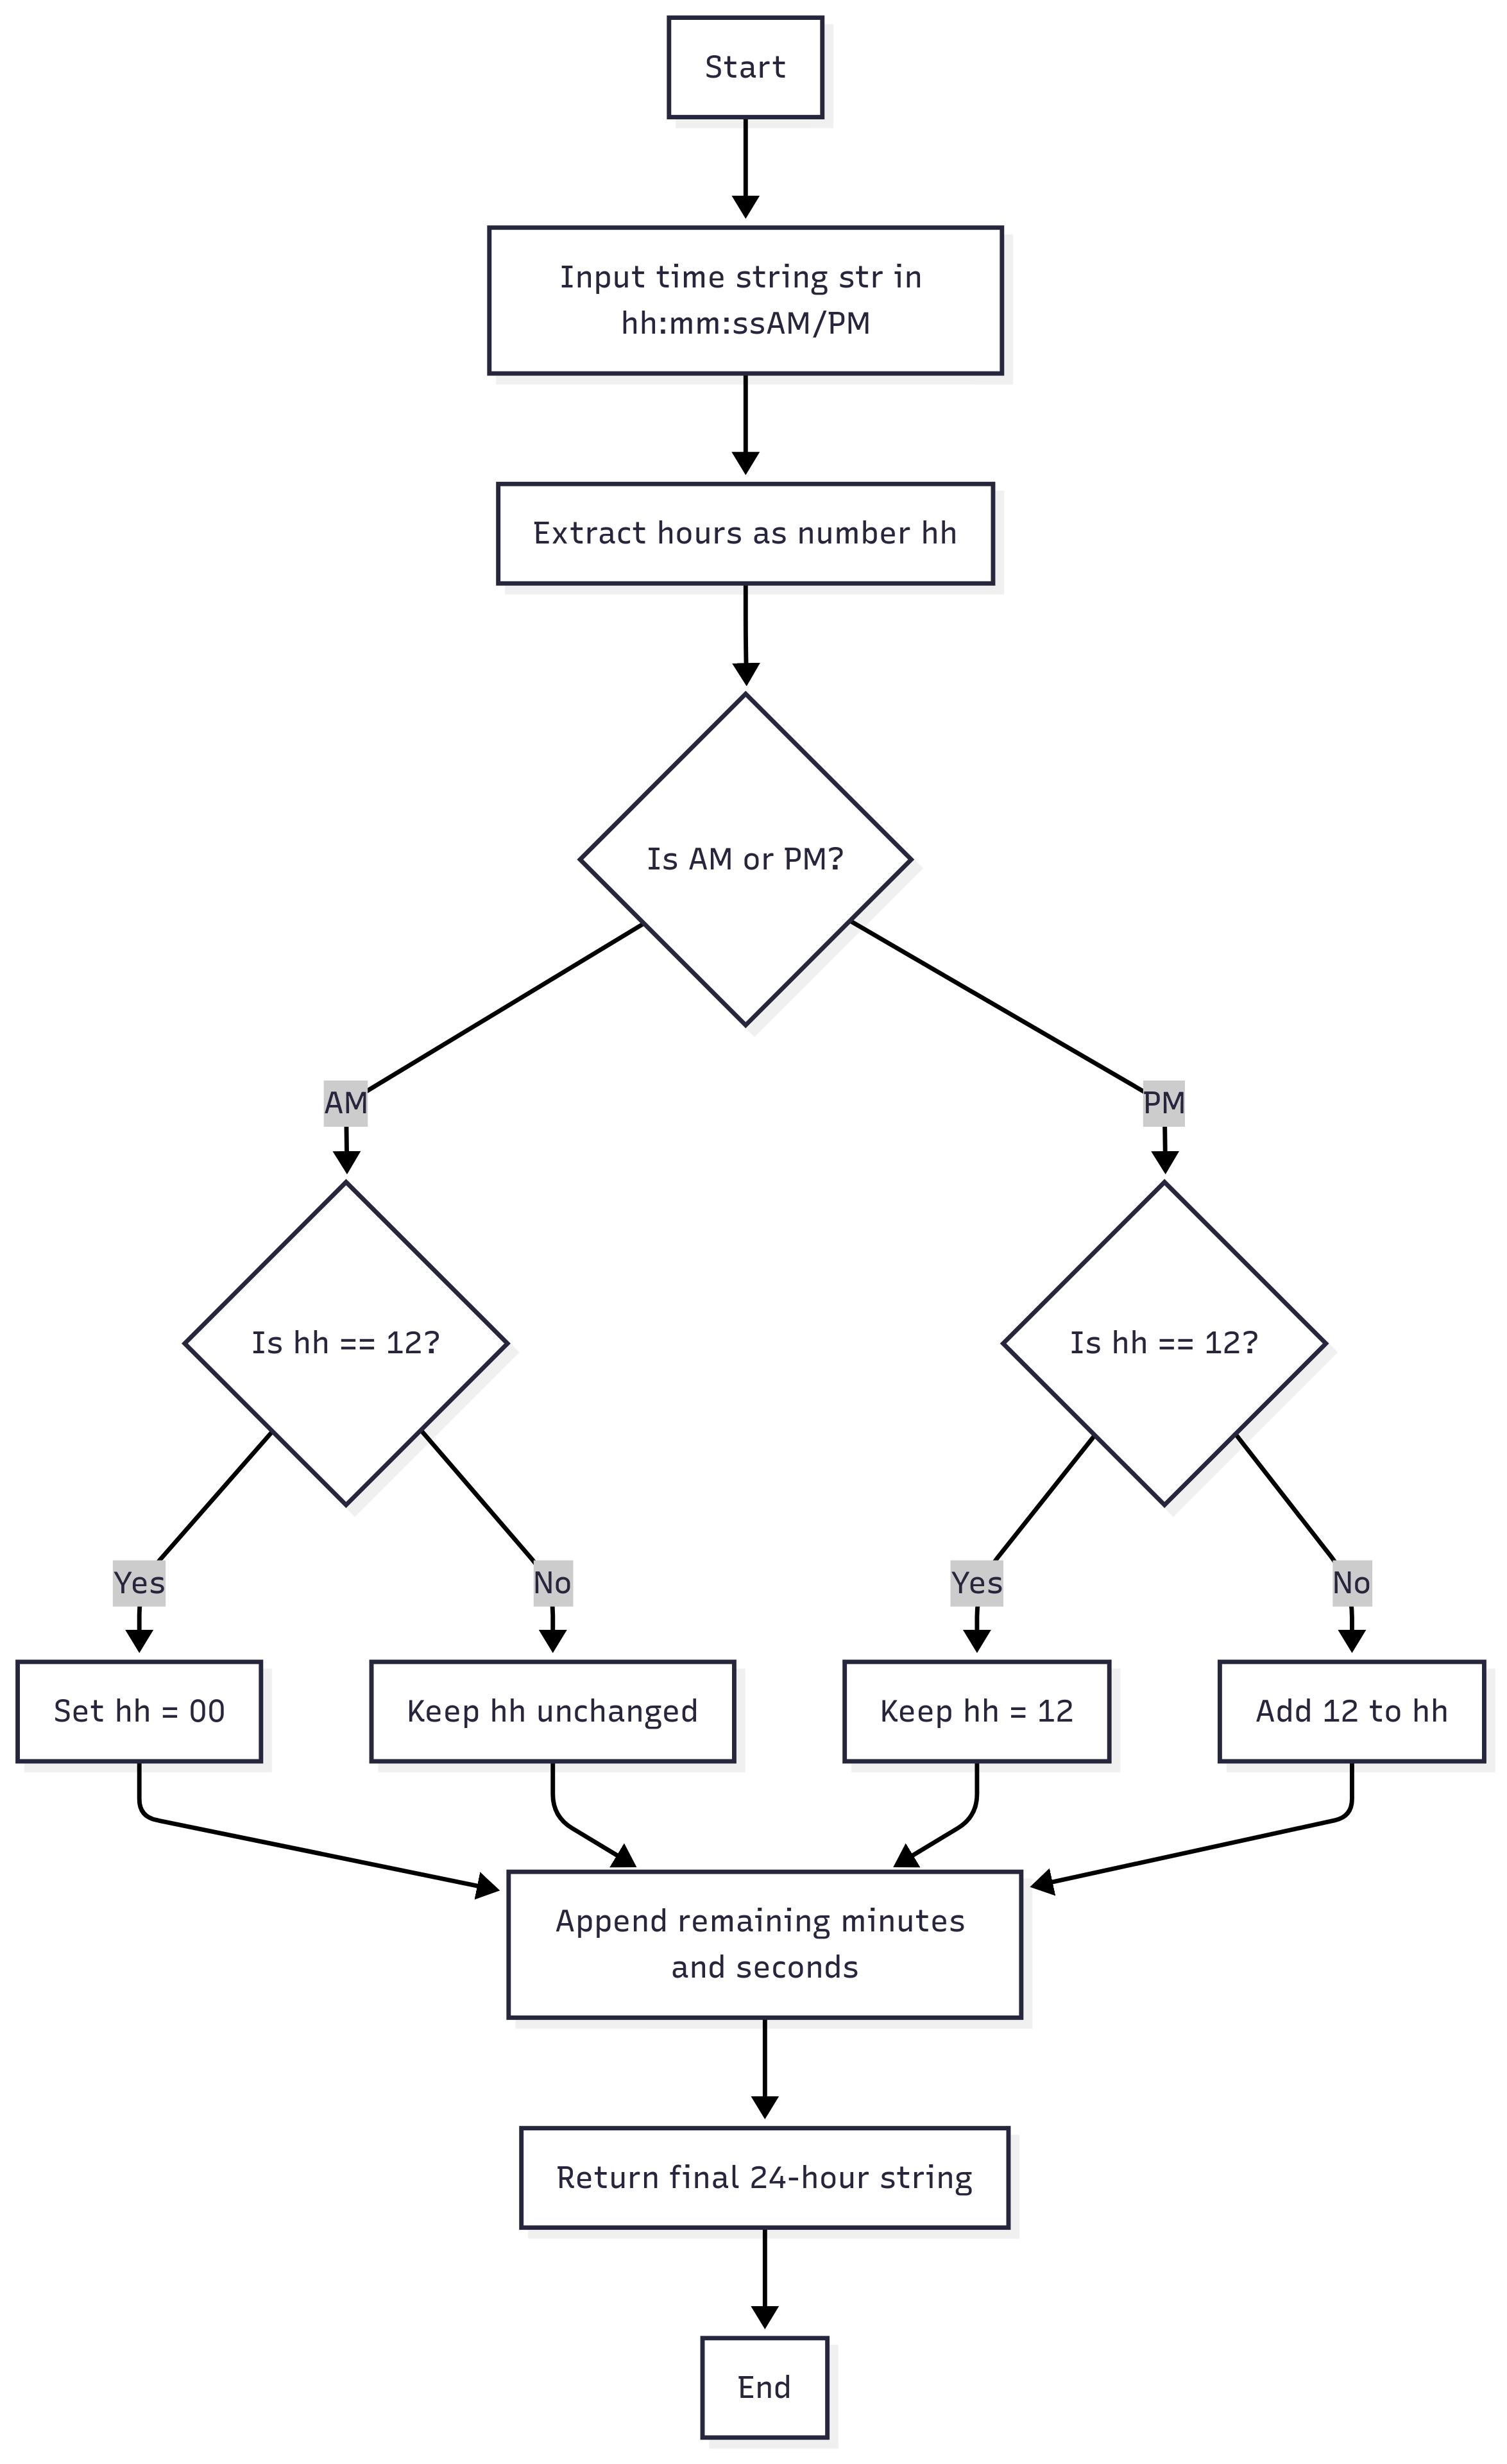 Start
Input time string str in
hh:mm:ssAM/PM
Extract hours as number hh
Is AM or PM?
AM
PM
Is hh == 12?
Is hh == 12?
Yes
No
Yes
No
Set hh = 00
Keep hh unchanged
Keep hh = 12
Add 12 to hh
Append remaining minutes
and seconds
Return final 24-hour string
End